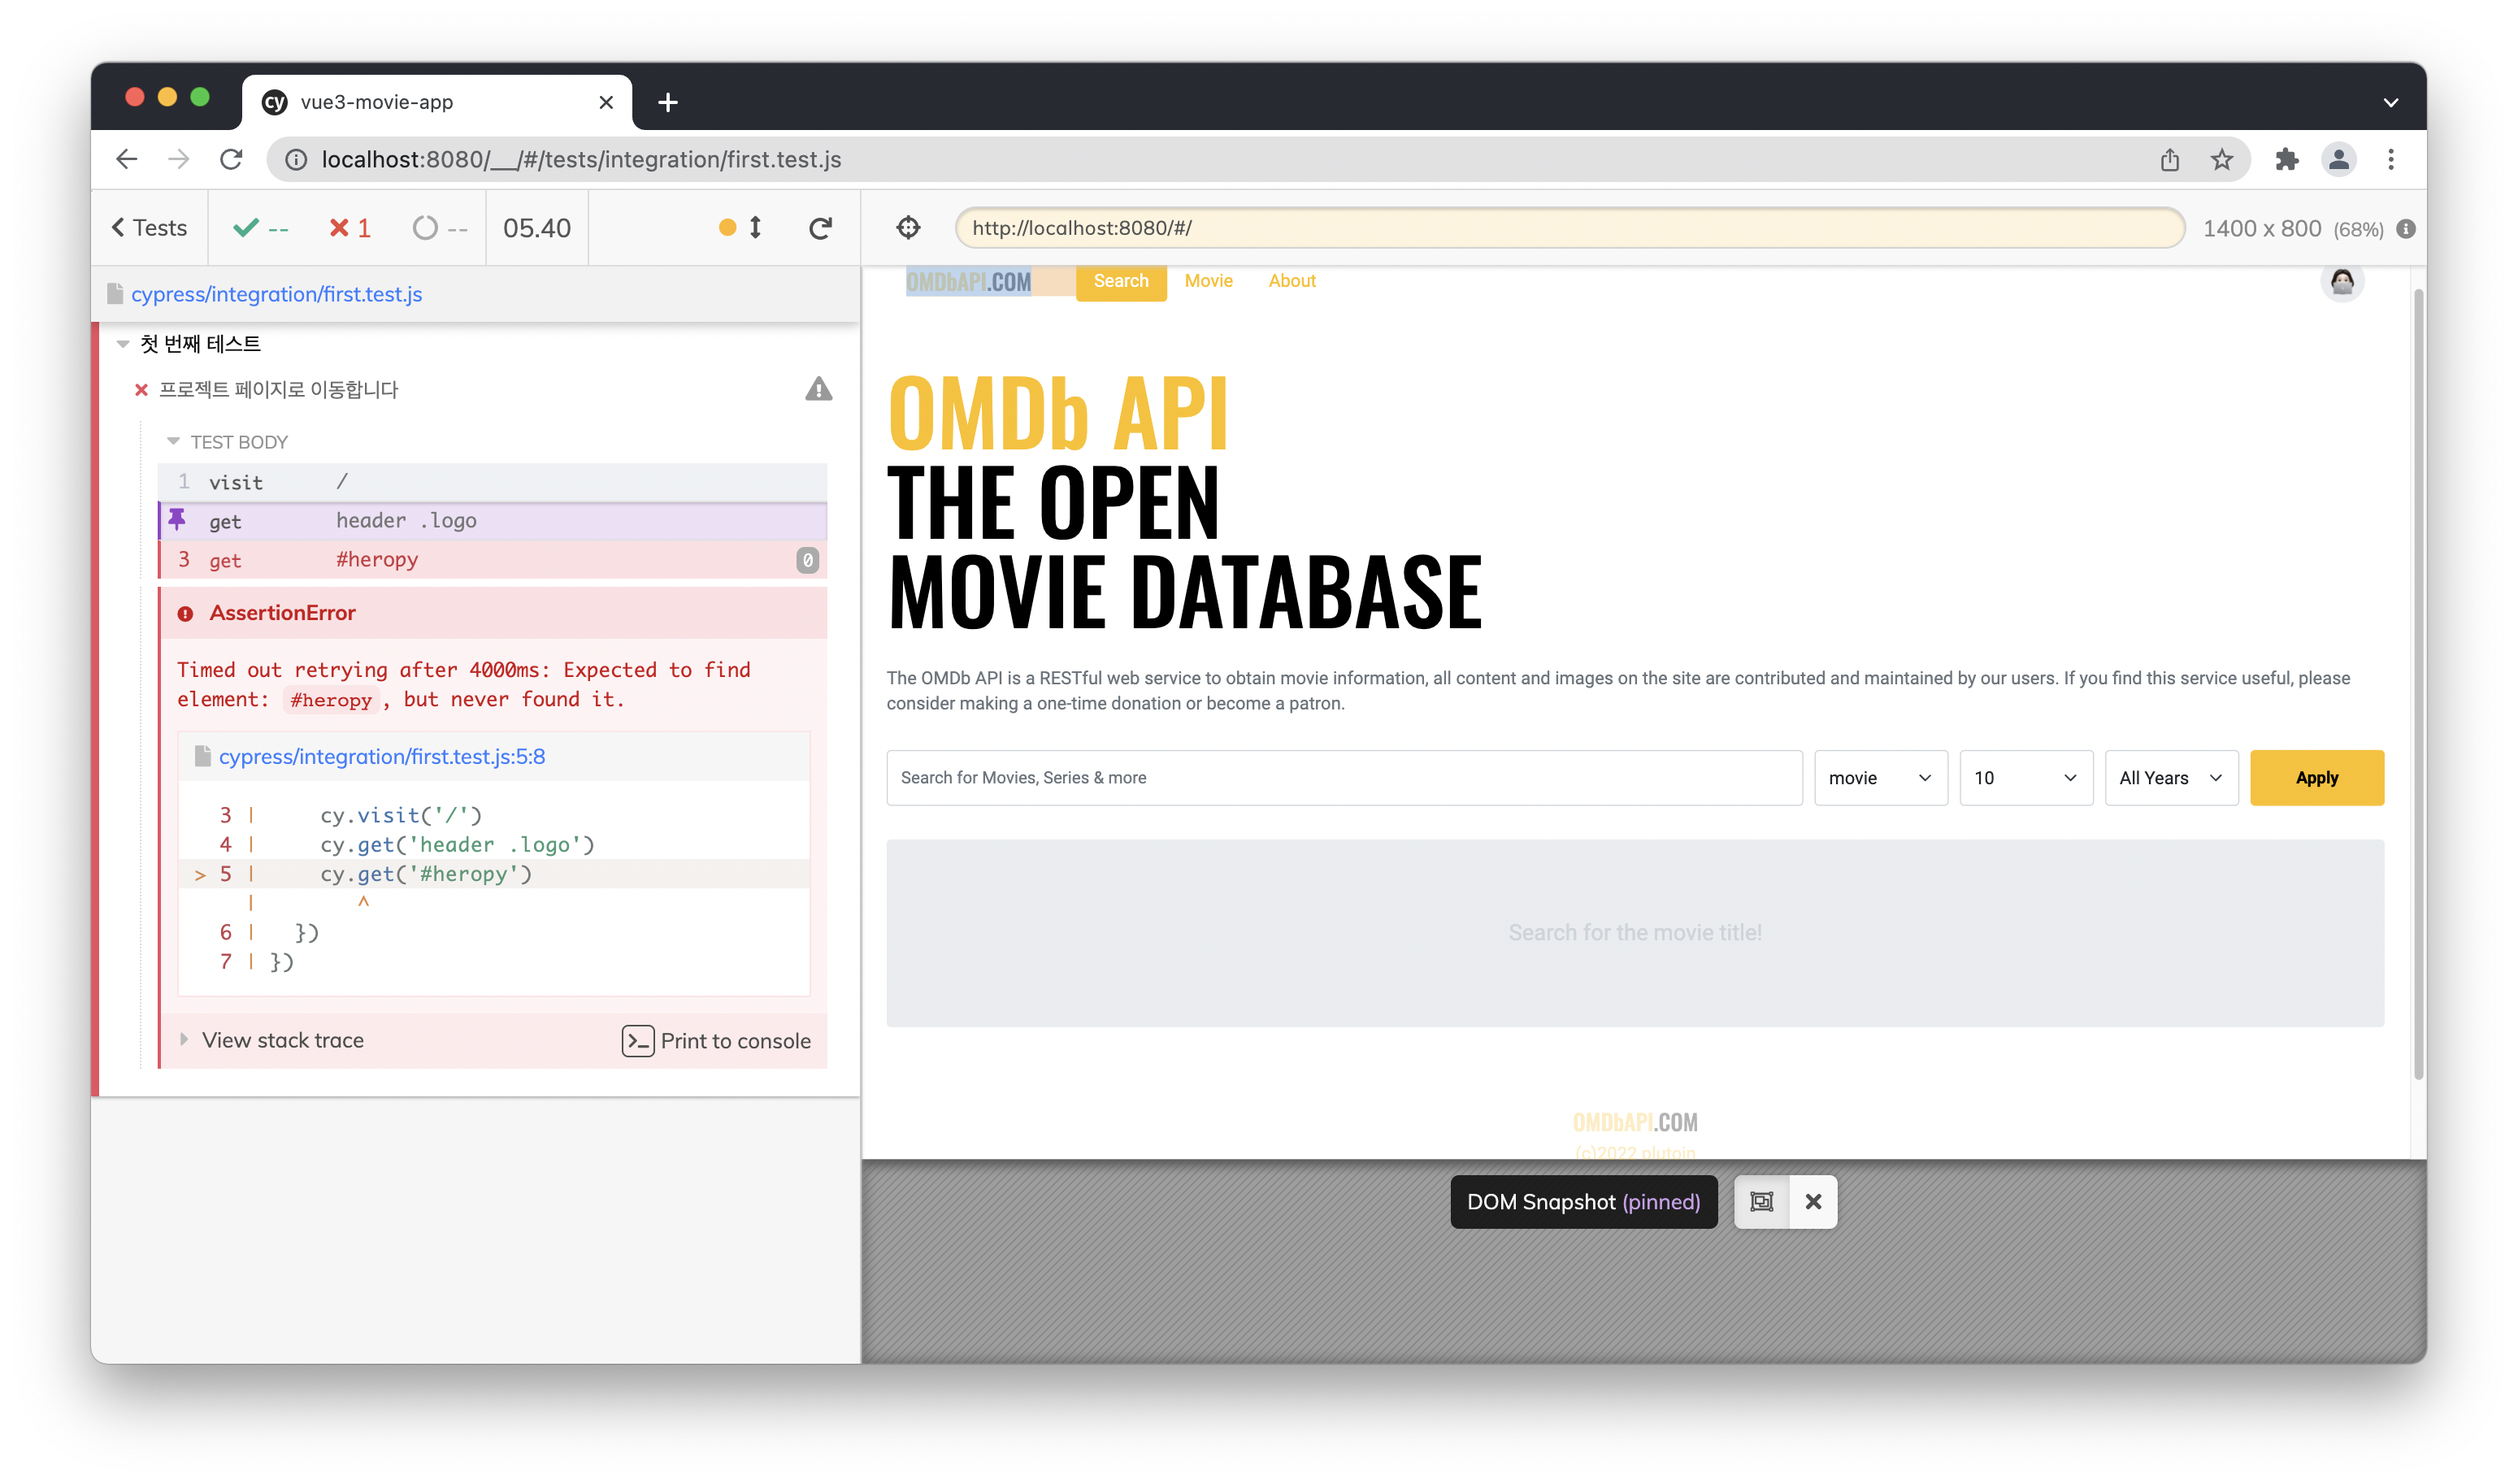 cy vue3-movie-app
localhost:8080/__/#/tests/integration/first.test.js
Tests -- 1 -- 05.40
http://localhost:8080/#/ 1400 x 800 (68%)
cypress/integration/first.test.js
첫 번째 테스트
프로젝트 페이지로 이동합니다
TEST BODY
1 visit /
get header .logo
3 get #heropy 0
AssertionError
Timed out retrying after 4000ms: Expected to find
element: #heropy , but never found it.
cypress/integration/first.test.js:5:8
3 | cy.visit('/')
4 | cy.get('header .logo')
> 5 | cy.get('#heropy')
| ^
6 | })
7 | })
View stack trace Print to console
OMDbAPI.COM Search Movie About
OMDb API
THE OPEN
MOVIE DATABASE
The OMDb API is a RESTful web service to obtain movie information, all content and images on the site are contributed and maintained by our users. If you find this service useful, please
consider making a one-time donation or become a patron.
Search for Movies, Series & more movie 10 All Years Apply
Search for the movie title!
OMDbAPI.COM
(c)2022 plutoin
DOM Snapshot (pinned)